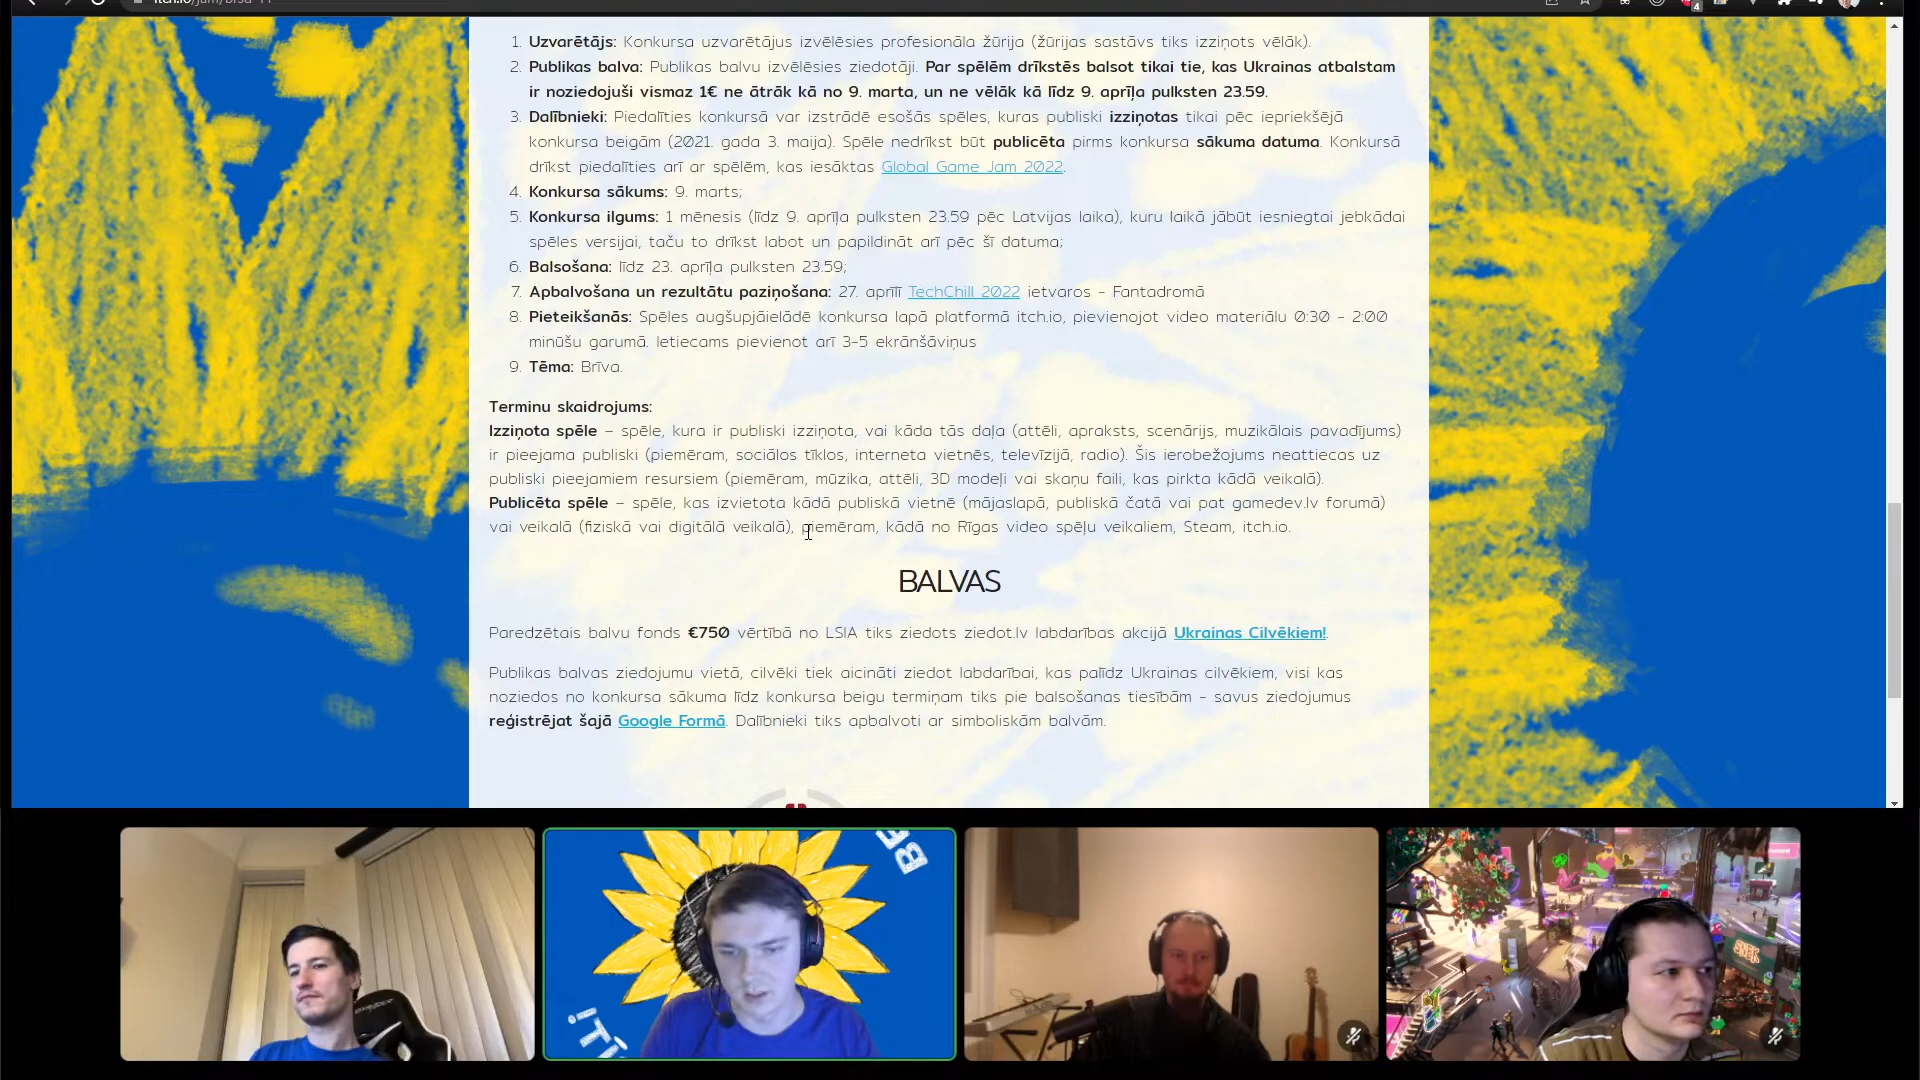 1. Uzvarētājs: Konkursa uzvarētājus izvēlēsies profesionāla žūrija (žūrijas sastāvs tiks izziņots vēlāk).
2. Publikas balva: Publikas balvu izvēlēsies ziedotāji. Par spēlēm drīkstēs balsot tikai tie, kas Ukrainas atbalstam
ir noziedojuši vismaz 1€ ne ātrāk kā no 9. marta, un ne vēlāk kā līdz 9. aprīļa pulksten 23.59.
3. Dalībnieki: Piedalīties konkursā var izstrādē esošās spēles, kuras publiski izziņotas tikai pēc iepriekšējā
konkursa beigām (2021. gada 3. maija). Spēle nedrīkst būt publicēta pirms konkursa sākuma datuma. Konkursā
drīkst piedalīties arī ar spēlēm, kas iesāktas Global Game Jam 2022.
4. Konkursa sākums: 9. marts;
5. Konkursa ilgums: 1 mēnesis (līdz 9. aprīļa pulksten 23.59 pēc Latvijas laika), kuru laikā jābūt iesniegtai jebkādai
spēles versijai, taču to drīkst labot un papildināt arī pēc šī datuma;
6. Balsošana: līdz 23. aprīļa pulksten 23.59;
7. Apbalvošana un rezultātu paziņošana: 27. aprīlī TechChill 2022 ietvaros - Fantadromā
8. Pieteikšanās: Spēles augšupjāielādē konkursa lapā platformā itch.io, pievienojot video materiālu 0:30 - 2:00
minūšu garumā. Ieteicams pievienot arī 3-5 ekrānšāviņus
9. Tēma: Brīva.
Terminu skaidrojums:
Izziņota spēle – spēle, kura ir publiski izziņota, vai kāda tās daļa (attēli, apraksts, scenārijs, muzikālais pavadījums)
ir pieejama publiski (piemēram, sociālos tīklos, interneta vietnēs, televīzijā, radio). Šis ierobežojums neattiecas uz
publiski pieejamiem resursiem (piemēram, mūzika, attēli, 3D modeļi vai skaņu faili, kas pirkta kādā veikalā).
Publicēta spēle – spēle, kas izvietota kādā publiskā vietnē (mājaslapā, publiskā čatā vai pat gamedev.lv forumā)
vai veikalā (fiziskā vai digitālā veikalā), piemēram, kādā no Rīgas video spēļu veikaliem, Steam, itch.io.
BALVAS
Paredzētais balvu fonds €750 vērtībā no LSIA tiks ziedots ziedot.lv labdarības akcijā Ukrainas Cilvēkiem!.
Publikas balvas ziedojumu vietā, cilvēki tiek aicināti ziedot labdarībai, kas palīdz Ukrainas cilvēkiem, visi kas
noziedos no konkursa sākuma līdz konkursa beigu termiņam tiks pie balsošanas tiesībām - savus ziedojumus
reģistrējat šajā Google Formā. Dalībnieki tiks apbalvoti ar simboliskām balvām.